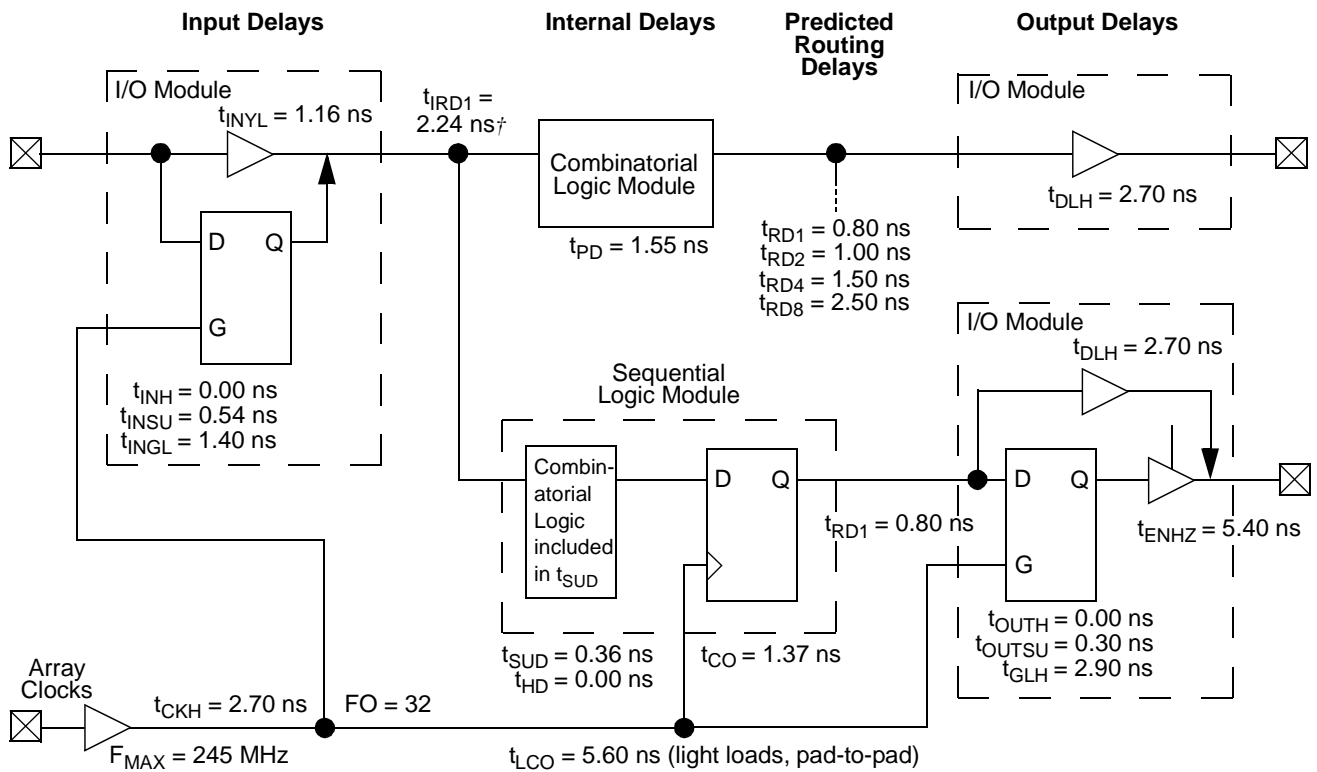 Input Delays
Internal Delays
Predicted
Routing
Delays
Output Delays
I/O Module
tINYL = 1.16 ns
D Q
G
tINH = 0.00 ns
tINSU = 0.54 ns
tINGL = 1.40 ns
tIRD1 =
2.24 ns†
Combinatorial
Logic Module
tPD = 1.55 ns
tRD1 = 0.80 ns
tRD2 = 1.00 ns
tRD4 = 1.50 ns
tRD8 = 2.50 ns
I/O Module
tDLH = 2.70 ns
Sequential
Logic Module
Combin-
atorial
Logic
included
in tSUD
D Q
tSUD = 0.36 ns
tHD = 0.00 ns
tCO = 1.37 ns
tRD1 = 0.80 ns
I/O Module
tDLH = 2.70 ns
D Q
G
tENHZ = 5.40 ns
tOUTH = 0.00 ns
tOUTSU = 0.30 ns
tGLH = 2.90 ns
Array
Clocks
tCKH = 2.70 ns
FO = 32
FMAX = 245 MHz
tLCO = 5.60 ns (light loads, pad-to-pad)